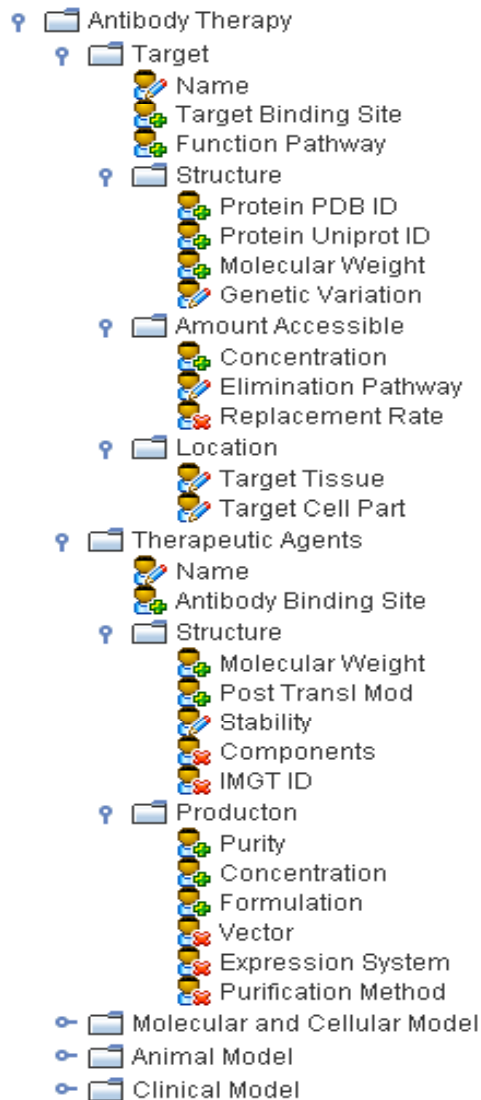 Antibody Therapy
Target
Name
Target Binding Site
Function Pathway
Structure
Protein PDB ID
Protein Uniprot ID
Molecular Weight
Genetic Variation
Amount Accessible
Concentration
Elimination Pathway
Replacement Rate
Location
Target Tissue
Target Cell Part
Therapeutic Agents
Name
Antibody Binding Site
Structure
Molecular Weight
Post Transl Mod
Stability
Components
IMGT ID
Producton
Purity
Concentration
Formulation
Vector
Expression System
Purification Method
Molecular and Cellular Model
Animal Model
Clinical Model